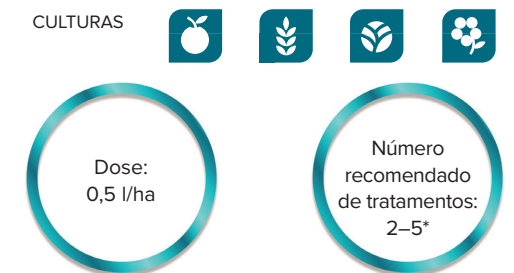 CULTURAS
Dose:
0,5 l/ha
Número
recomendado
de tratamentos:
2–5*